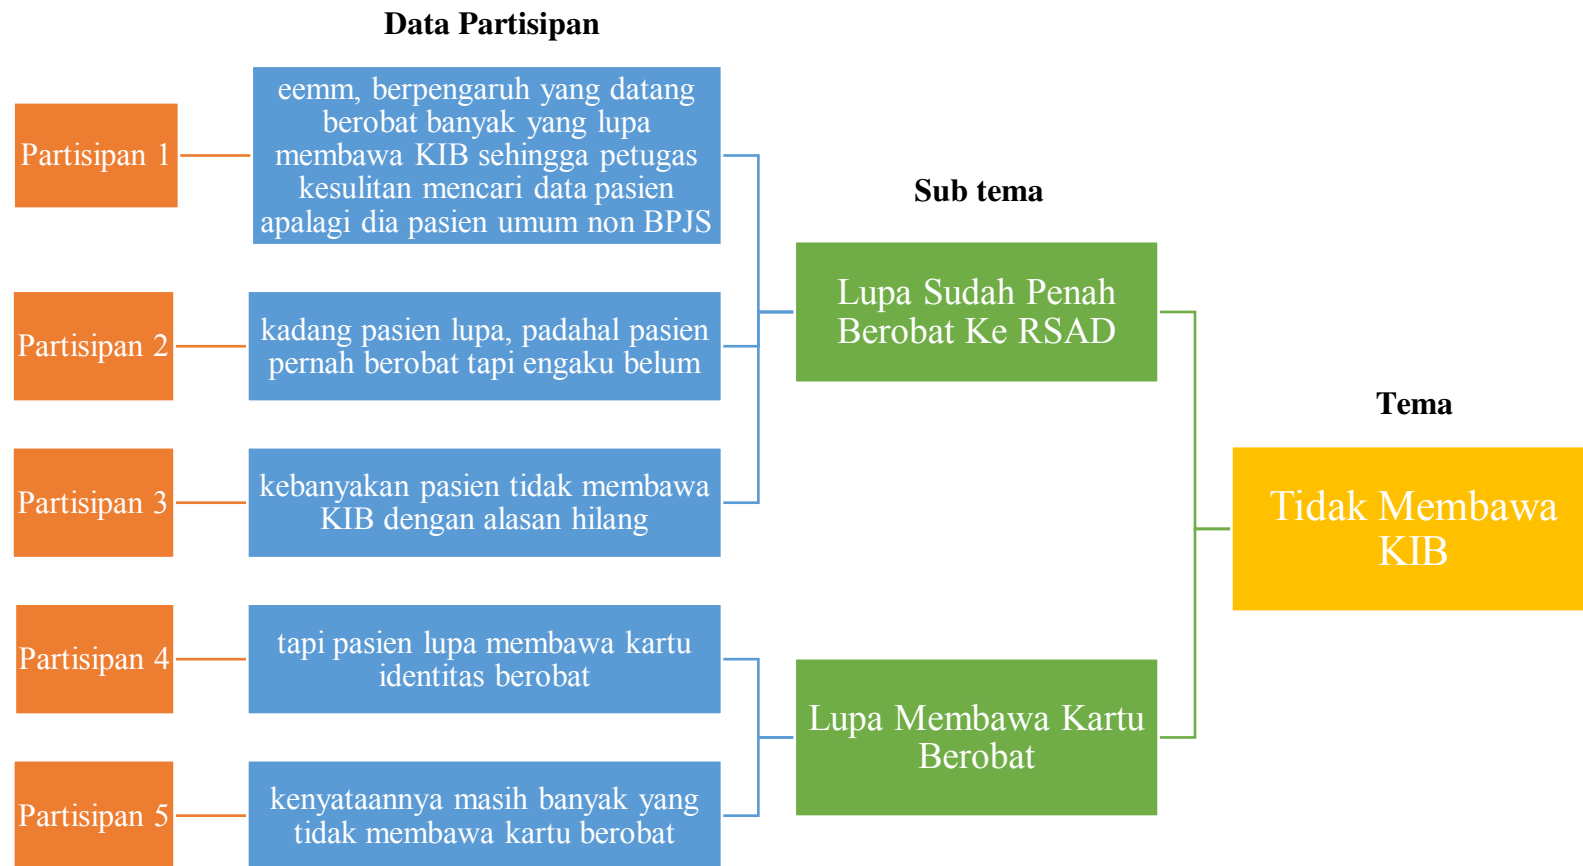 Data Partisipan
Partisipan 1
eemm, berpengaruh yang datang
berobat banyak yang lupa
membawa KIB sehingga petugas
kesulitan mencari data pasien
apalagi dia pasien umum non BPJS
Partisipan 2
kadang pasien lupa, padahal pasien
pernah berobat tapi engaku belum
Partisipan 3
kebanyakan pasien tidak membawa
KIB dengan alasan hilang
Partisipan 4
tapi pasien lupa membawa kartu
identitas berobat
Partisipan 5
kenyataannya masih banyak yang
tidak membawa kartu berobat
Sub tema
Lupa Sudah Penah
Berobat Ke RSAD
Lupa Membawa Kartu
Berobat
Tema
Tidak Membawa
KIB